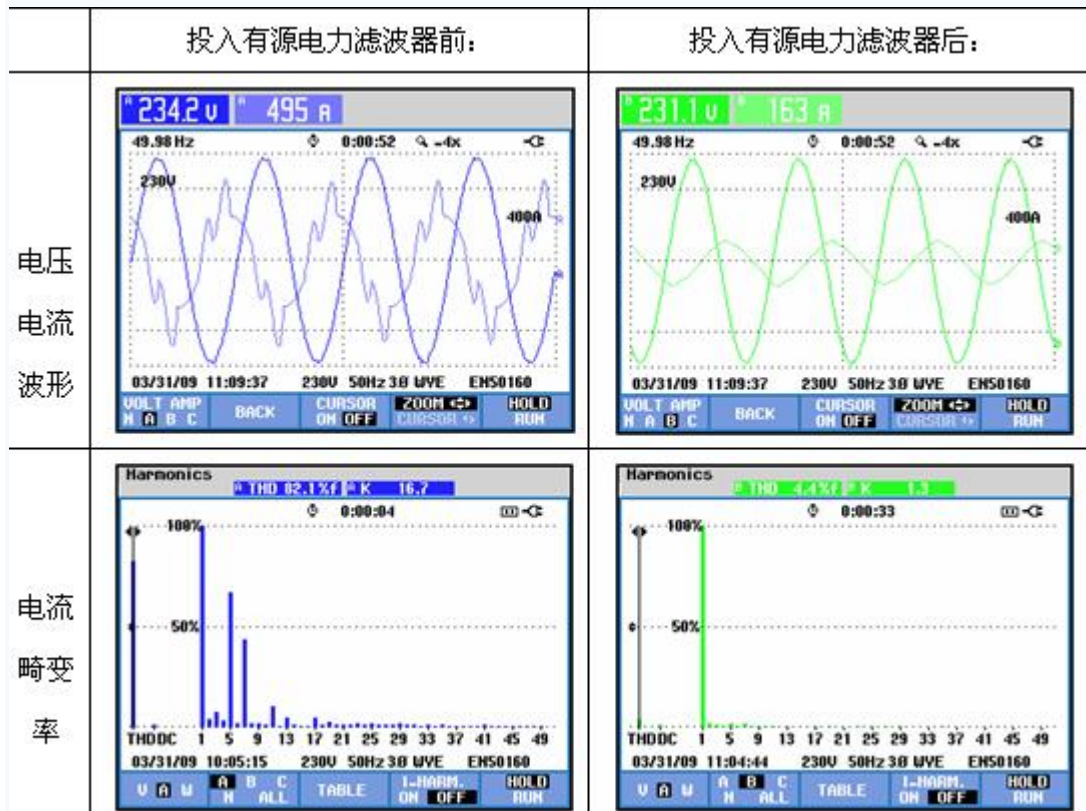 投入有源电力滤波器前：
投入有源电力滤波器后：
电压
电流
波形
A 234.2 V A 495 A
49.98 Hz 0:00:52 -4x
230V
400A
03/31/09 11:09:37 230V 50Hz 3Ø WYE EN50160
VOLT AMP
N A B C
BACK
CURSOR
ON OFF
ZOOM
CURSOR
HOLD
RUN
231.1 V 163 A
49.98 Hz 0:00:52 -4x
230V
400A
03/31/09 11:09:37 230V 50Hz 3Ø WYE EN50160
VOLT AMP
N A B C
BACK
CURSOR
ON OFF
ZOOM
CURSOR
HOLD
RUN
电流
畸变
率
Harmonics
A THD 82.1%f A K 16.7
0:00:04
100%
50%
THDDC 1 5 9 13 17 21 25 29 33 37 41 45 49
03/31/09 10:05:15 230V 50Hz 3Ø WYE EN50160
V A W
A B C
N ALL
TABLE
I-HARM.
ON OFF
HOLD
RUN
Harmonics
THD 4.4%f K 1.3
0:00:33
100%
50%
THDDC 1 5 9 13 17 21 25 29 33 37 41 45 49
03/31/09 11:04:44 230V 50Hz 3Ø WYE EN50160
V A W
A B C
N ALL
TABLE
I-HARM.
ON OFF
HOLD
RUN